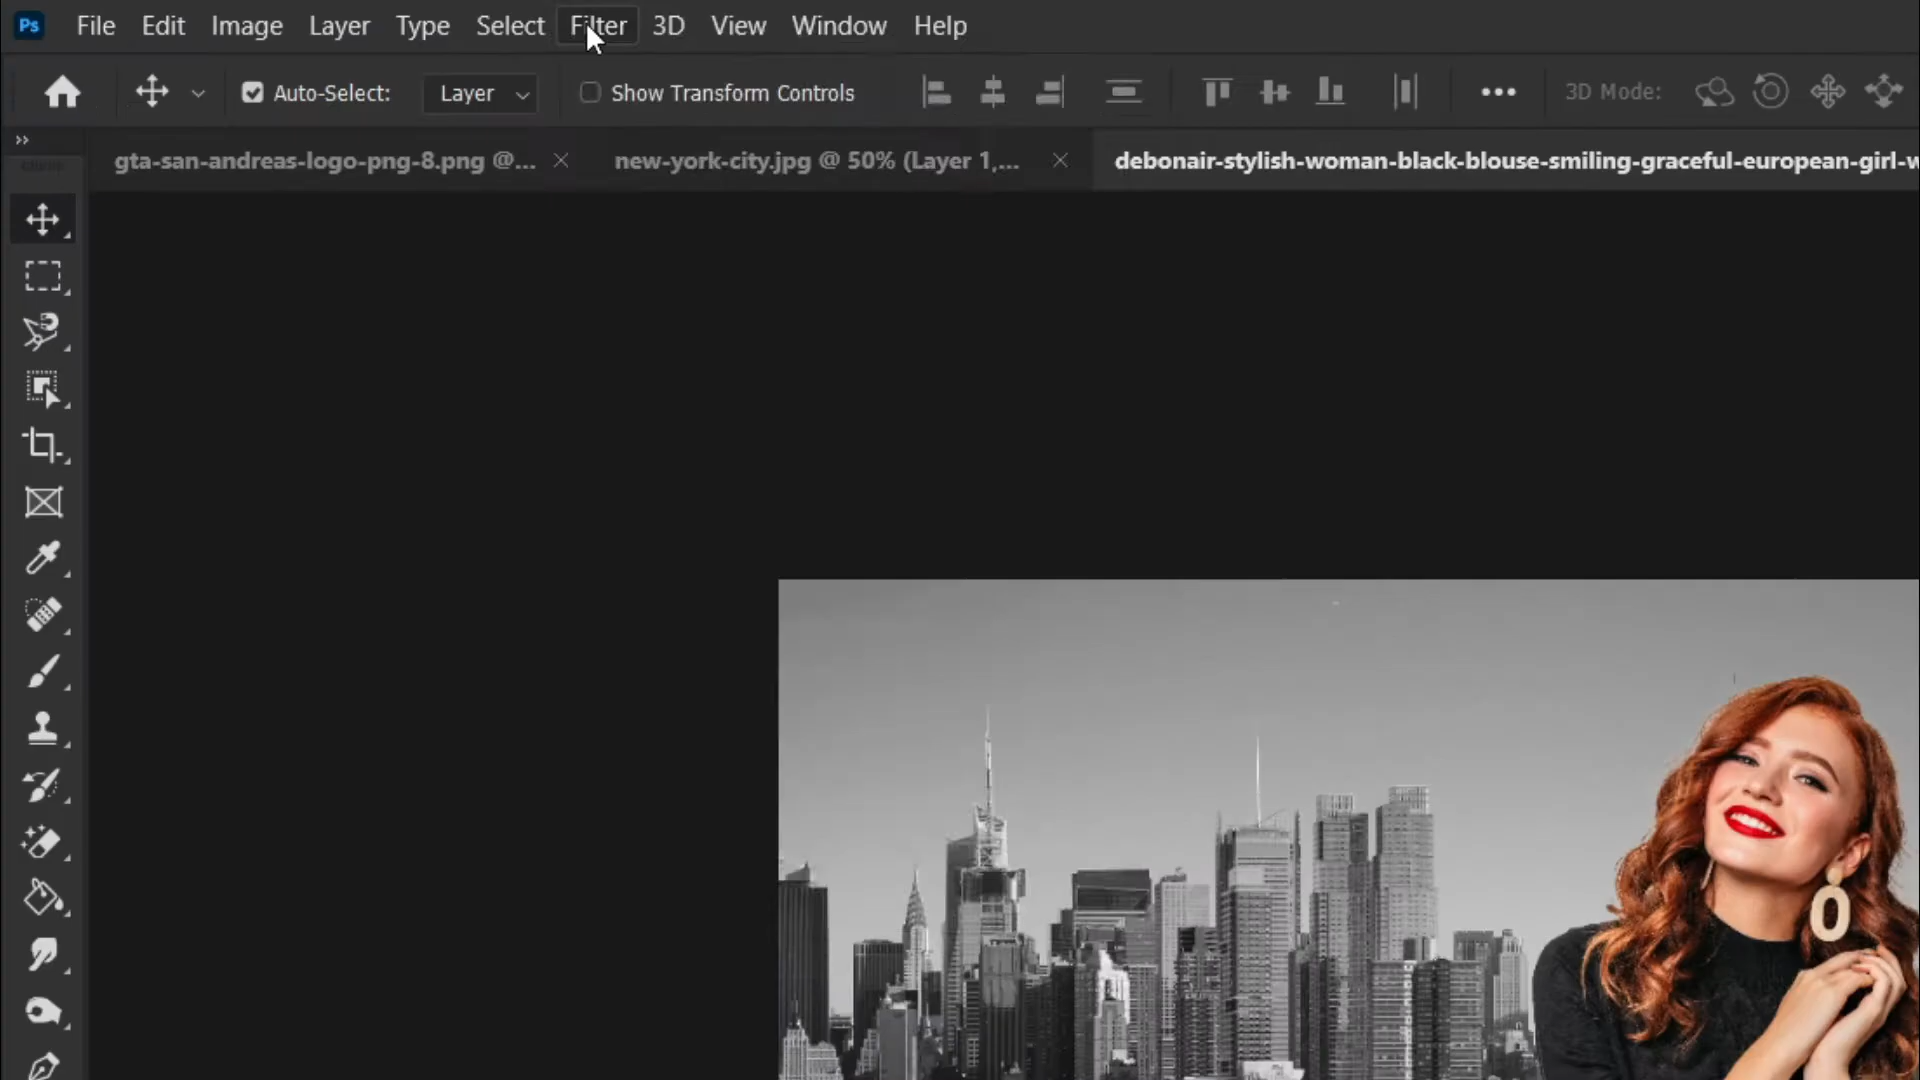 Ps File Edit Image Layer Type Select Filter 3D View Window Help
Auto-Select: Layer Show Transform Controls 3D Mode:
gta-san-andreas-logo-png-8.png @... new-york-city.jpg @ 50% (Layer 1,... debonair-stylish-woman-black-blouse-smiling-graceful-european-girl-w